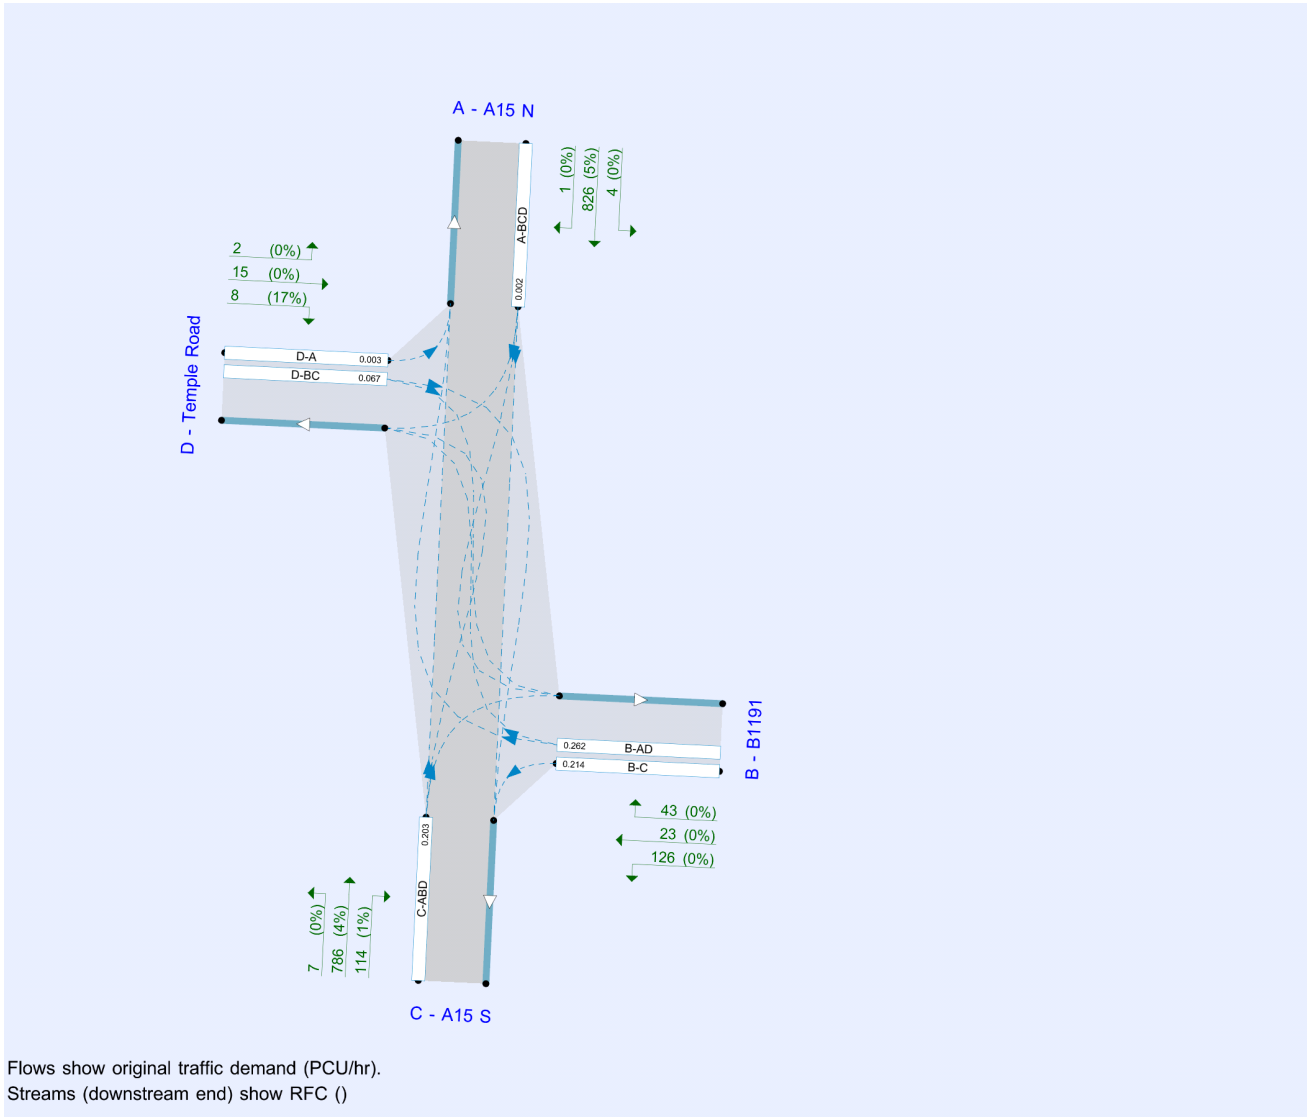 A - A15 N
1 (0%)
826 (5%)
4 (0%)
A-BCD
0.002
2 (0%)
15 (0%)
8 (17%)
D - Temple Road
D-A 0.003
D-BC 0.067
0.262 B-AD
0.214 B-C
B - B1191
43 (0%)
23 (0%)
126 (0%)
0.203
C-ABD
7 (0%)
786 (4%)
114 (1%)
C - A15 S
Flows show original traffic demand (PCU/hr).
Streams (downstream end) show RFC ()